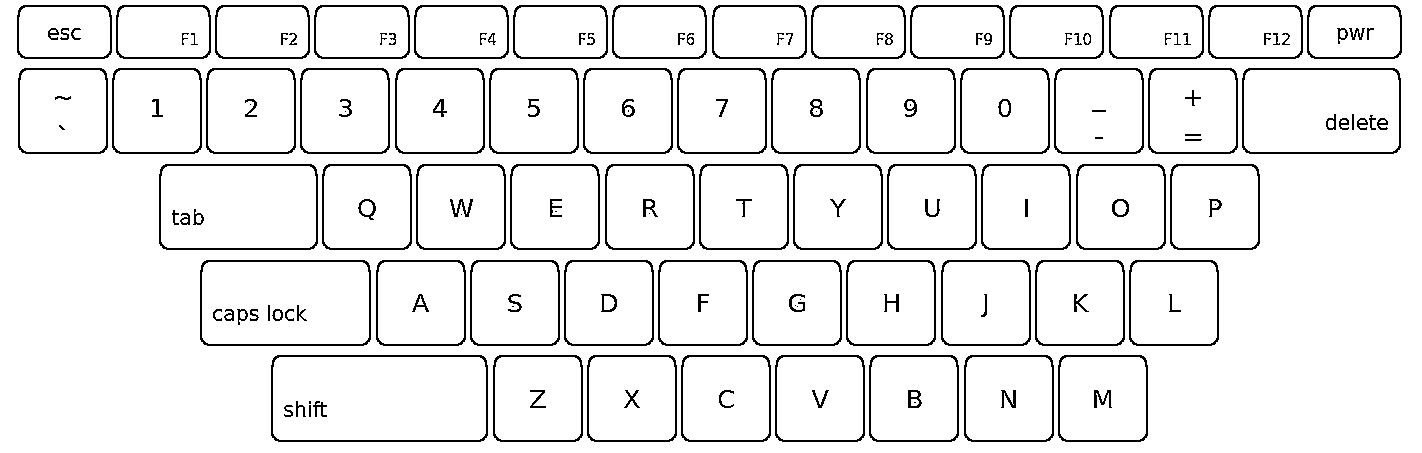 esc F1 F2 F3 F4 F5 F6 F7 F8 F9 F10 F11 F12 pwr
~ 1 2 3 4 5 6 7 8 9 0 _ +
` - = delete
tab Q W E R T Y U I O P
caps lock A S D F G H J K L
shift Z X C V B N M